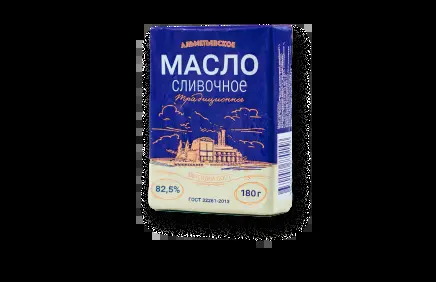 АЛЬМЕТЬЕВСКОЕ
МАСЛО
СЛИВОЧНОЕ
Традиционное
82,5%
180 г
ГОСТ 32261-2013